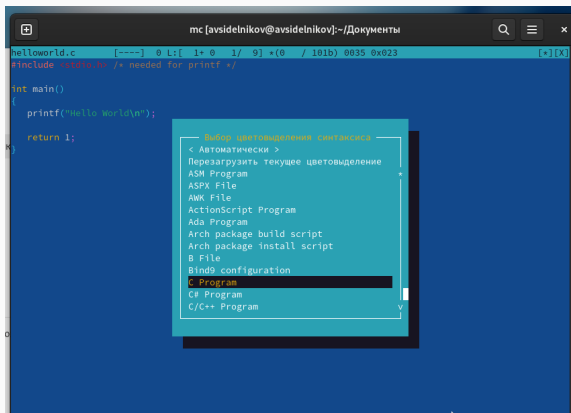 mc [avsidelnikov@avsidelnikov]:~/Документы
helloworld.c [----] 0 L:[ 1+ 0 1/ 9] *(0 / 101b) 0035 0x023 [*][X]
#include <stdio.h> /* needed for printf */
int main()
{
printf("Hello World\n");
return 1;
}
Выбор цветовыделения синтаксиса
< Автоматически >
Перезагрузить текущее цветовыделение
ASM Program
ASPX File
AWK File
ActionScript Program
Ada Program
Arch package build script
Arch package install script
B File
Bind9 configuration
C Program
C# Program
C/C++ Program